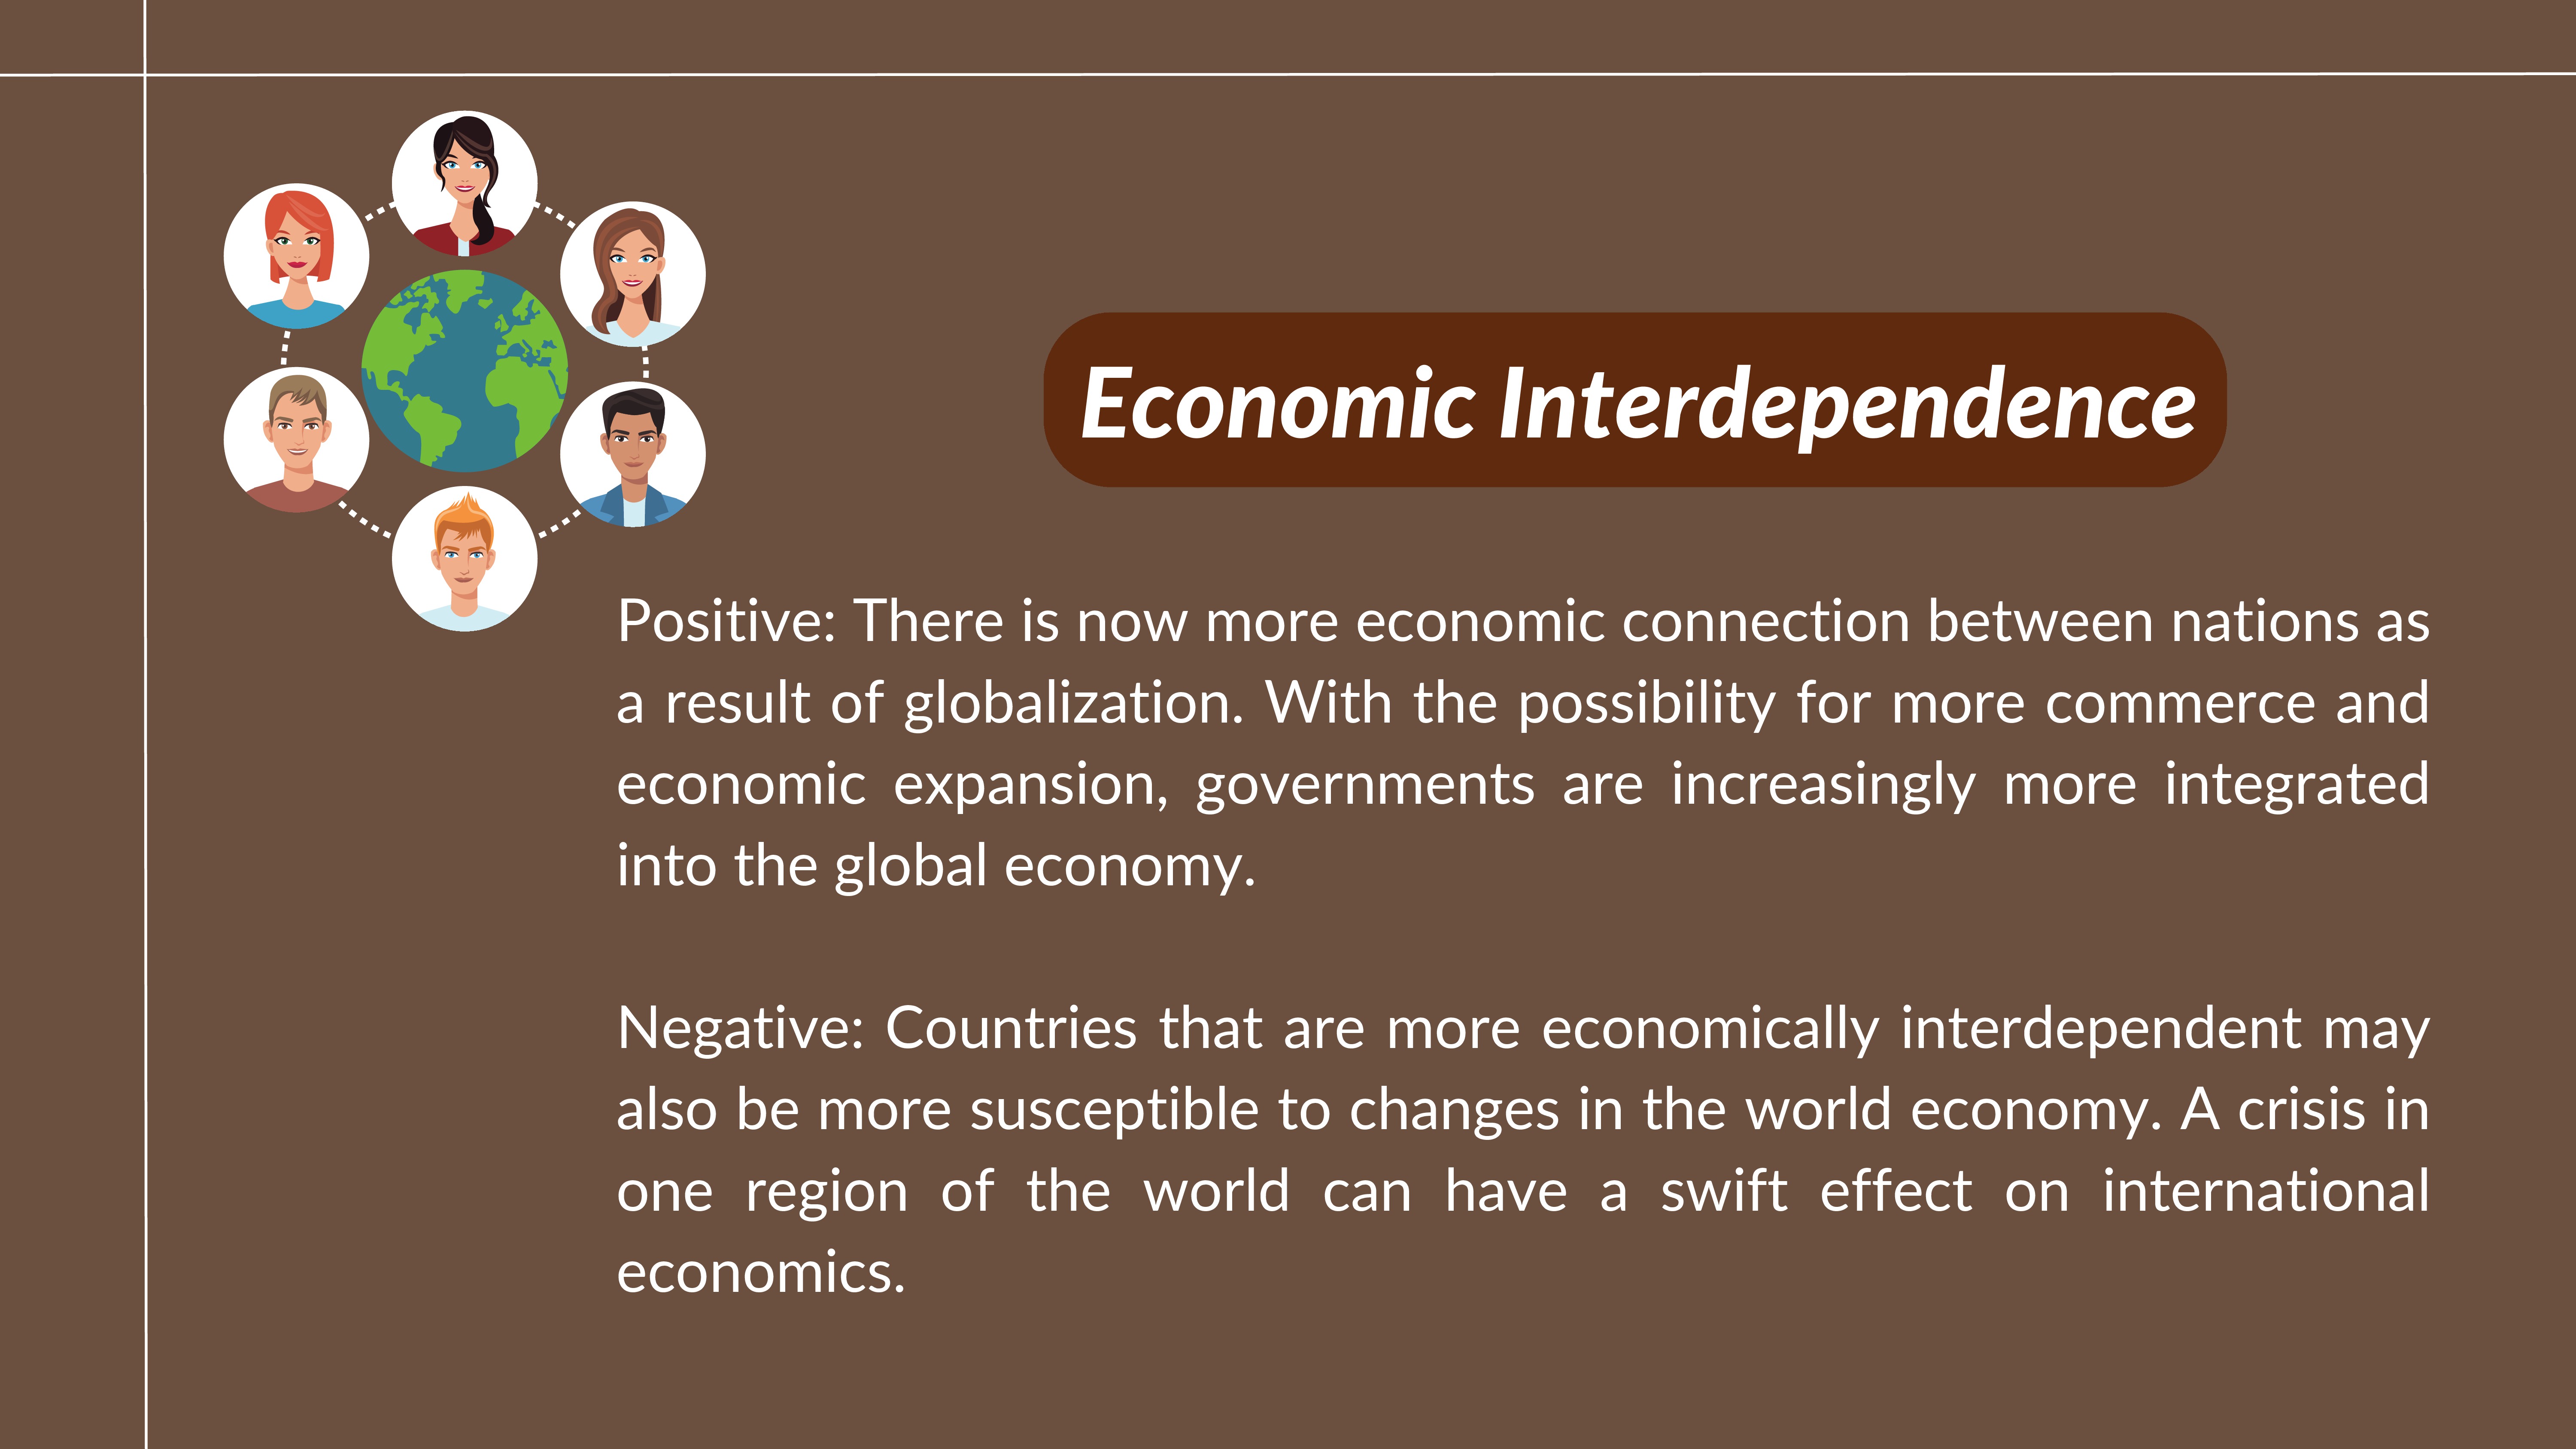 Economic Interdependence
Positive: There is now more economic connection between nations as
a result of globalization. With the possibility for more commerce and
economic expansion, governments are increasingly more integrated
into the global economy.
Negative: Countries that are more economically interdependent may
also be more susceptible to changes in the world economy. A crisis in
one region of the world can have a swift effect on international
economics.